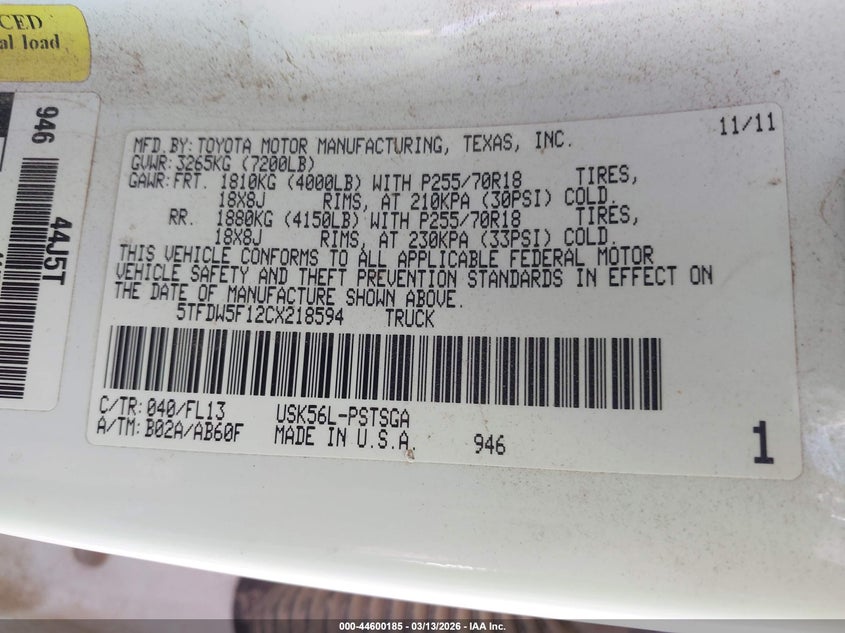 CED
al load
946
44J5T
11/11
MFD.BY: TOYOTA MOTOR MANUFACTURING, TEXAS, INC.
GVWR: 3265KG (7200LB)
GAWR: FRT. 1810KG (4000LB) WITH P255/70R18 TIRES,
18X8J RIMS, AT 210KPA (30PSI) COLD.
RR. 1880KG (4150LB) WITH P255/70R18 TIRES,
18X8J RIMS, AT 230KPA (33PSI) COLD.
THIS VEHICLE CONFORMS TO ALL APPLICABLE FEDERAL MOTOR
VEHICLE SAFETY AND THEFT PREVENTION STANDARDS IN EFFECT ON
THE DATE OF MANUFACTURE SHOWN ABOVE.
5TFDW5F12CX218594 TRUCK
C/TR: 040/FL13 USK56L-PSTSGA
A/TM: B02A/AB60F MADE IN U.S.A. 946
1
000-44600185 | 03/13/2026 | IAA Inc.